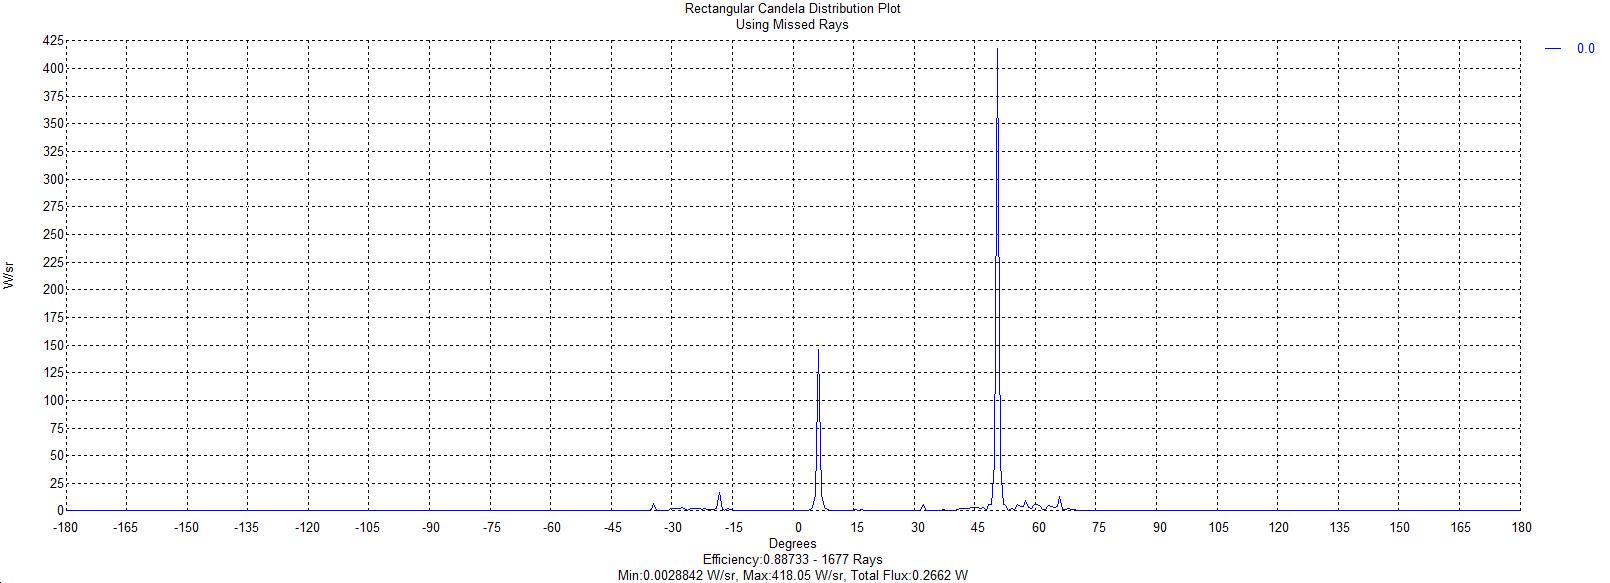 Rectangular Candela Distribution Plot
Using Missed Rays
425
400
375
350
325
300
275
250
225
200
175
150
125
100
75
50
25
0
W/sr
0.0
-180 -165 -150 -135 -120 -105 -90 -75 -60 -45 -30 -15 0 15 30 45 60 75 90 105 120 135 150 165 180
Degrees
Efficiency:0.88733 - 1677 Rays
Min:0.0028842 W/sr, Max:418.05 W/sr, Total Flux:0.2662 W